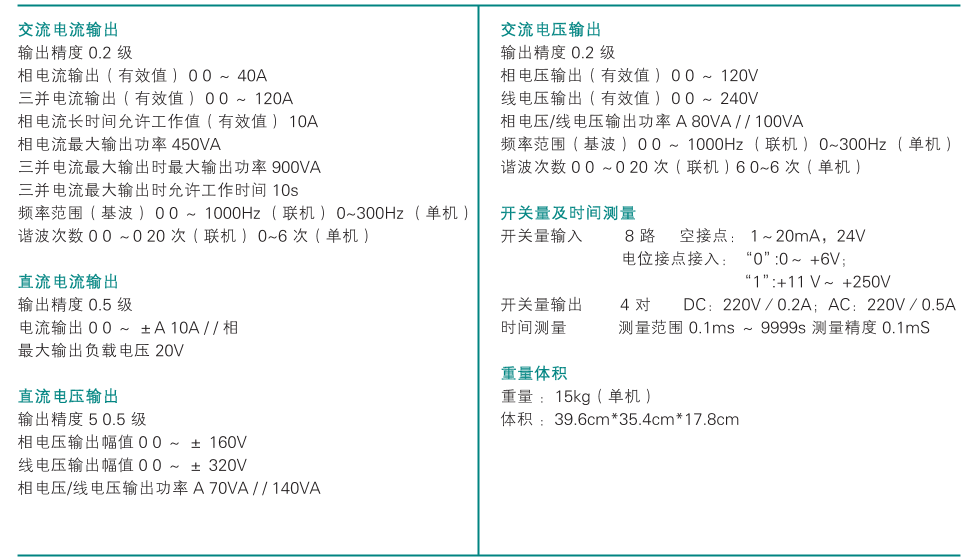 交流电流输出
输出精度 0.2 级
相电流输出（有效值）0 0 ~ 40A
三并电流输出（有效值）0 0 ~ 120A
相电流长时间允许工作值（有效值）10A
相电流最大输出功率 450VA
三并电流最大输出时最大输出功率 900VA
三并电流最大输出时允许工作时间 10s
频率范围（基波）0 0 ~ 1000Hz （联机）0~300Hz （单机）
谐波次数 0 0 ~0 20 次（联机）0~6 次（单机）
直流电流输出
输出精度 0.5 级
电流输出 0 0 ~ ±A 10A / / 相
最大输出负载电压 20V
直流电压输出
输出精度 5 0.5 级
相电压输出幅值 0 0 ~ ± 160V
线电压输出幅值 0 0 ~ ± 320V
相电压/线电压输出功率 A 70VA / / 140VA
交流电压输出
输出精度 0.2 级
相电压输出（有效值）0 0 ~ 120V
线电压输出（有效值）0 0 ~ 240V
相电压/线电压输出功率 A 80VA / / 100VA
频率范围（基波）0 0 ~ 1000Hz （联机）0~300Hz （单机）
谐波次数 0 0 ~0 20 次（联机）6 0~6 次（单机）
开关量及时间测量
开关量输入 8 路 空接点： 1~20mA，24V
电位接点接入： “0”:0~ +6V；
“1”:+11 V~ +250V
开关量输出 4 对 DC：220V／0.2A；AC：220V／0.5A
时间测量 测量范围 0.1ms ~ 9999s 测量精度 0.1mS
重量体积
重量 ：15kg（单机）
体积 ：39.6cm*35.4cm*17.8cm